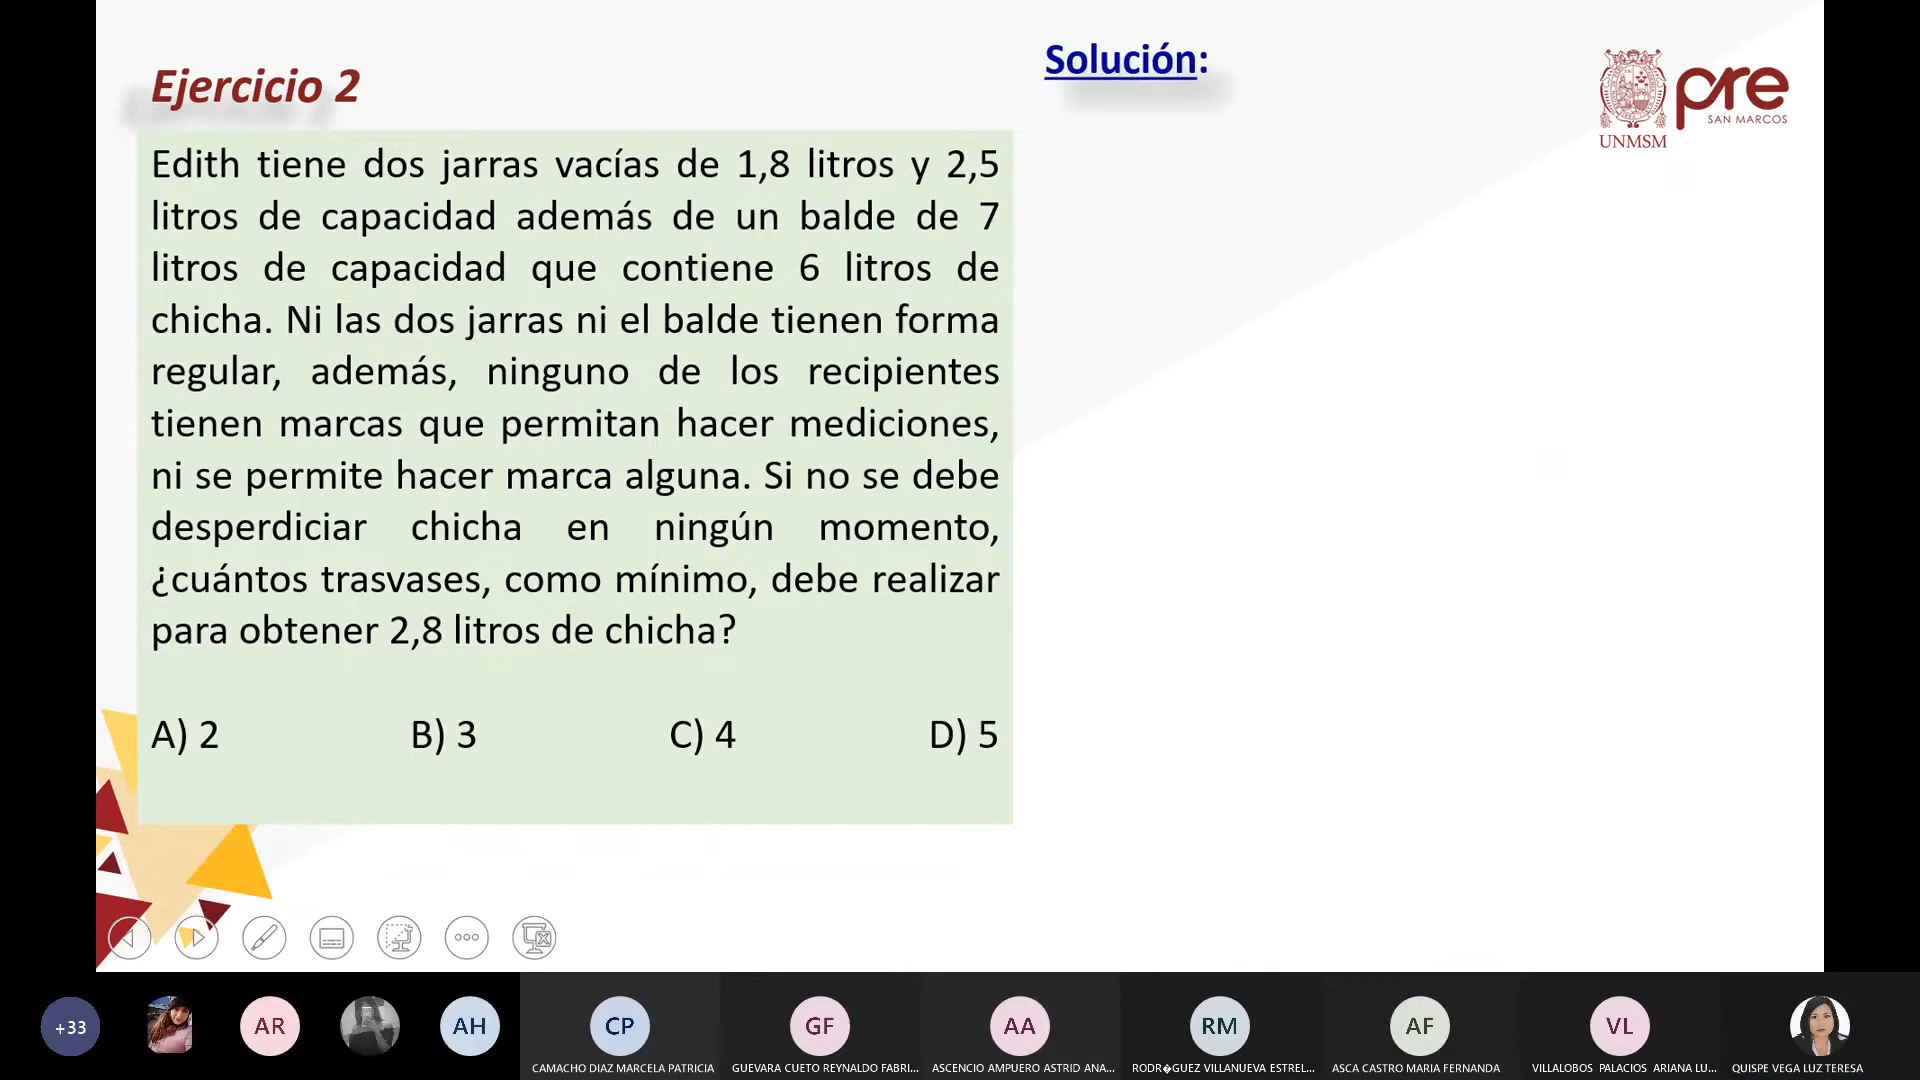 Ejercicio 2
Edith tiene dos jarras vacías de 1,8 litros y 2,5
litros de capacidad además de un balde de 7
litros de capacidad que contiene 6 litros de
chicha. Ni las dos jarras ni el balde tienen forma
regular, además, ninguno de los recipientes
tienen marcas que permitan hacer mediciones,
ni se permite hacer marca alguna. Si no se debe
desperdiciar chicha en ningún momento,
¿cuántos trasvases, como mínimo, debe realizar
para obtener 2,8 litros de chicha?
A) 2 B) 3 C) 4 D) 5
Solución:
UNMSM
pre
SAN MARCOS
+33
AR
AH
CP
GF
AA
RM
AF
VL
CAMACHO DIAZ MARCELA PATRICIA
GUEVARA CUETO REYNALDO FABRI...
ASCENCIO AMPUERO ASTRID ANA...
RODR�GUEZ VILLANUEVA ESTREL...
ASCA CASTRO MARIA FERNANDA
VILLALOBOS PALACIOS ARIANA LU...
QUISPE VEGA LUZ TERESA